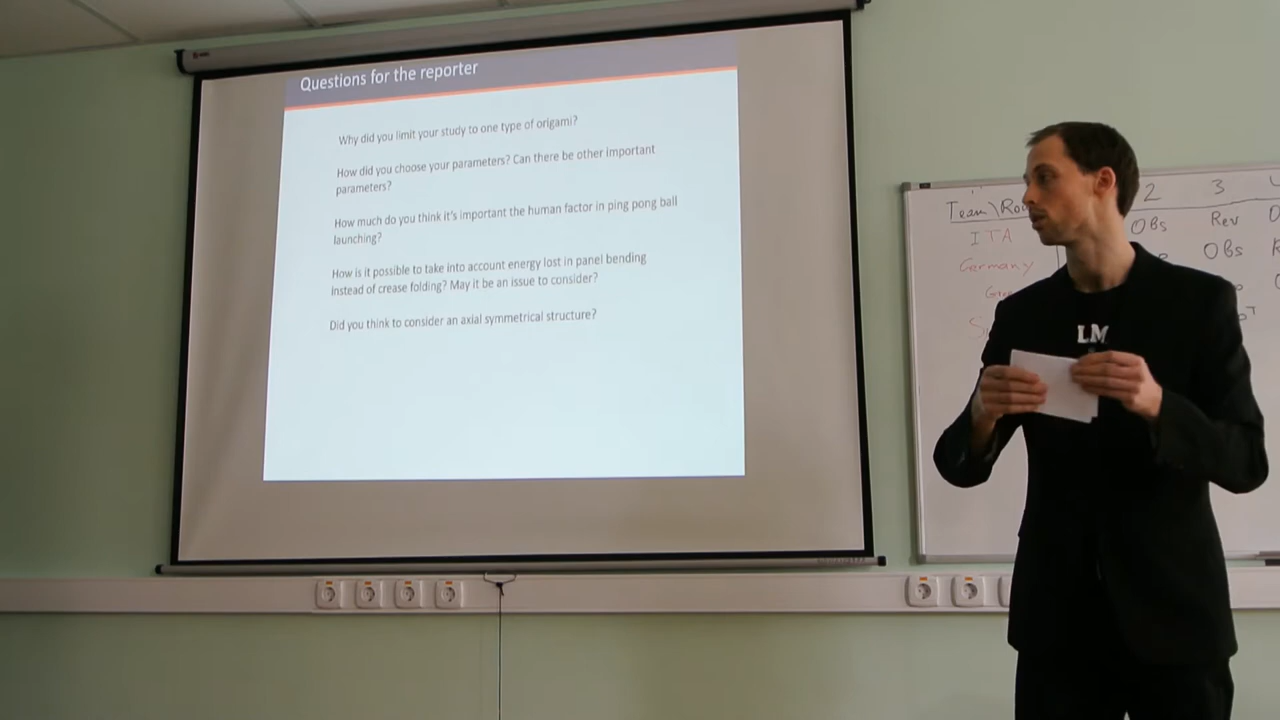 Questions for the reporter
Why did you limit your study to one type of origami?
How did you choose your parameters? Can there be other important
parameters?
How much do you think it's important the human factor in ping pong ball
launching?
How is it possible to take into account energy lost in panel bending
instead of crease folding? May it be an issue to consider?
Did you think to consider an axial symmetrical structure?
LM
Team\Ro
2 3
ITA OBs Rev
Germany OBs